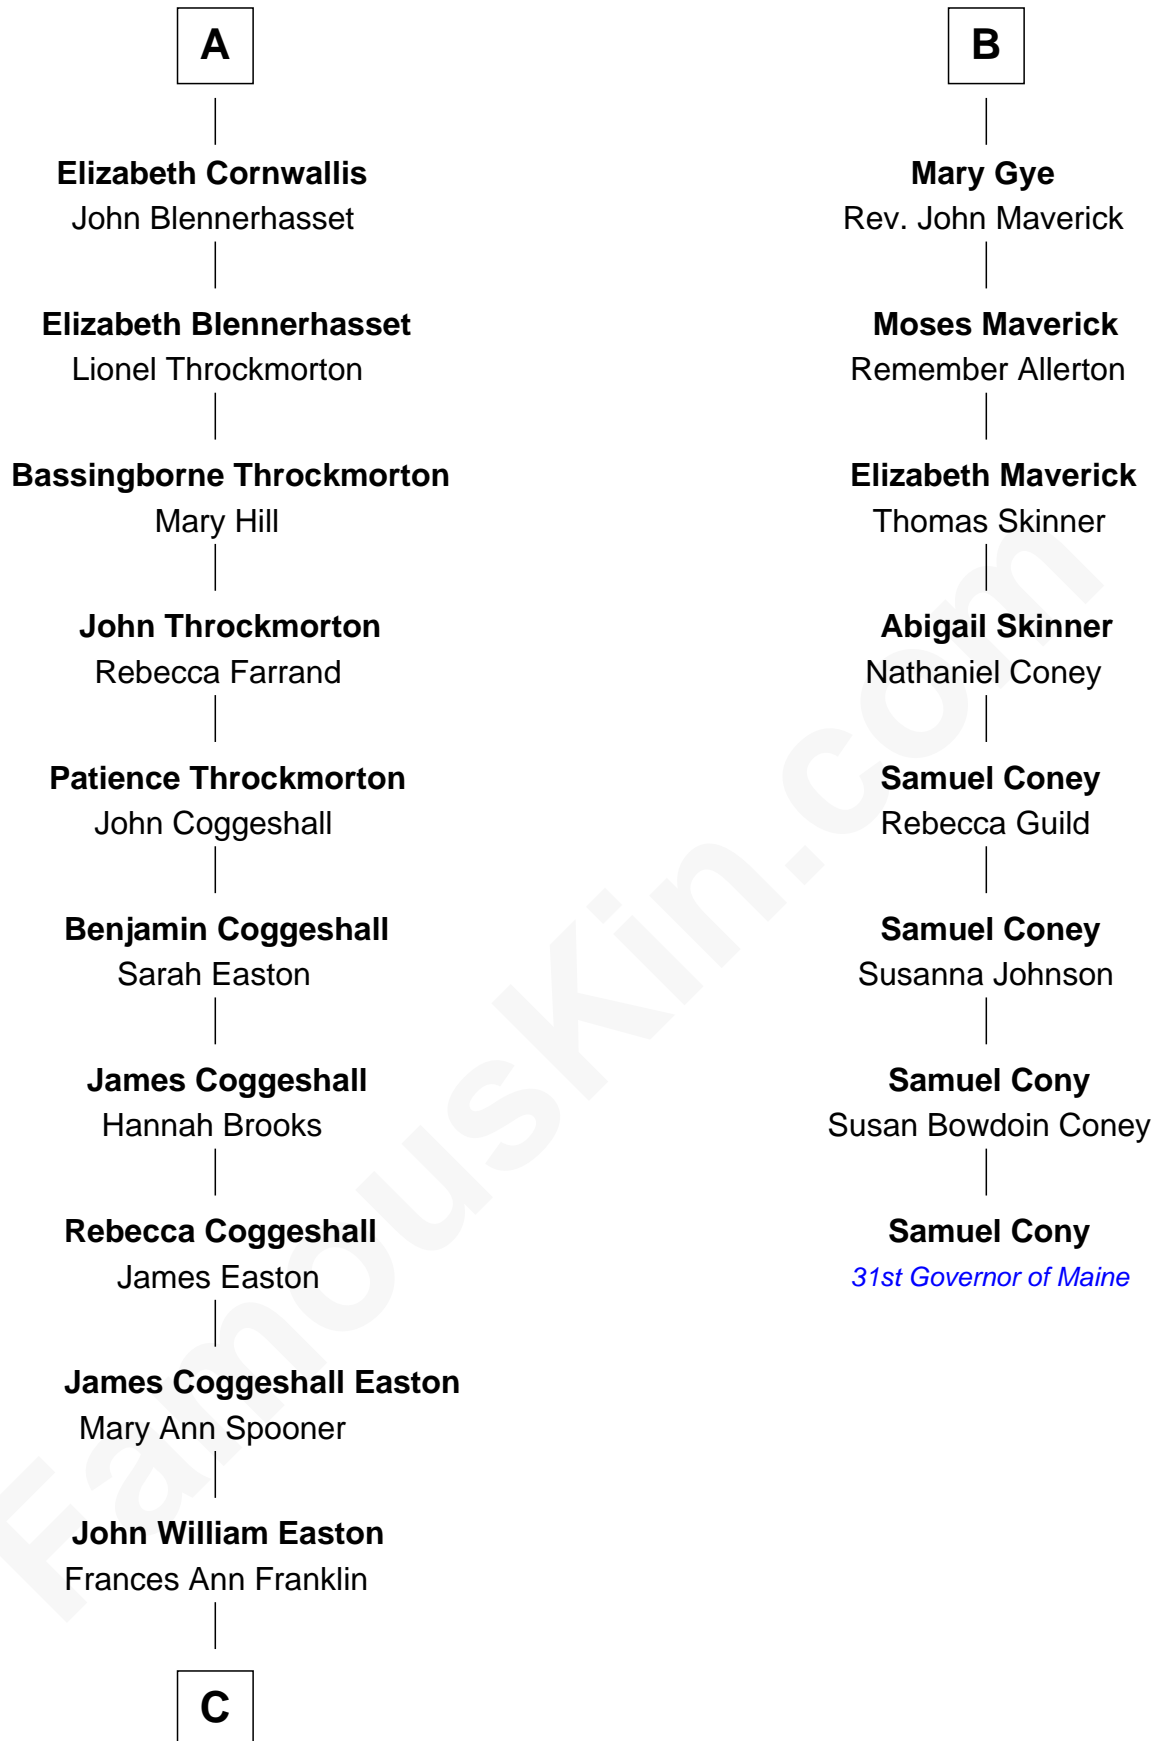 A
Elizabeth Cornwallis
John Blennerhasset
Elizabeth Blennerhasset
Lionel Throckmorton
Bassingborne Throckmorton
Mary Hill
John Throckmorton
Rebecca Farrand
Patience Throckmorton
John Coggeshall
Benjamin Coggeshall
Sarah Easton
James Coggeshall
Hannah Brooks
Rebecca Coggeshall
James Easton
James Coggeshall Easton
Mary Ann Spooner
John William Easton
Frances Ann Franklin
C
B
Mary Gye
Rev. John Maverick
Moses Maverick
Remember Allerton
Elizabeth Maverick
Thomas Skinner
Abigail Skinner
Nathaniel Coney
Samuel Coney
Rebecca Guild
Samuel Coney
Susanna Johnson
Samuel Cony
Susan Bowdoin Coney
Samuel Cony
31st Governor of Maine
FamousKin.com